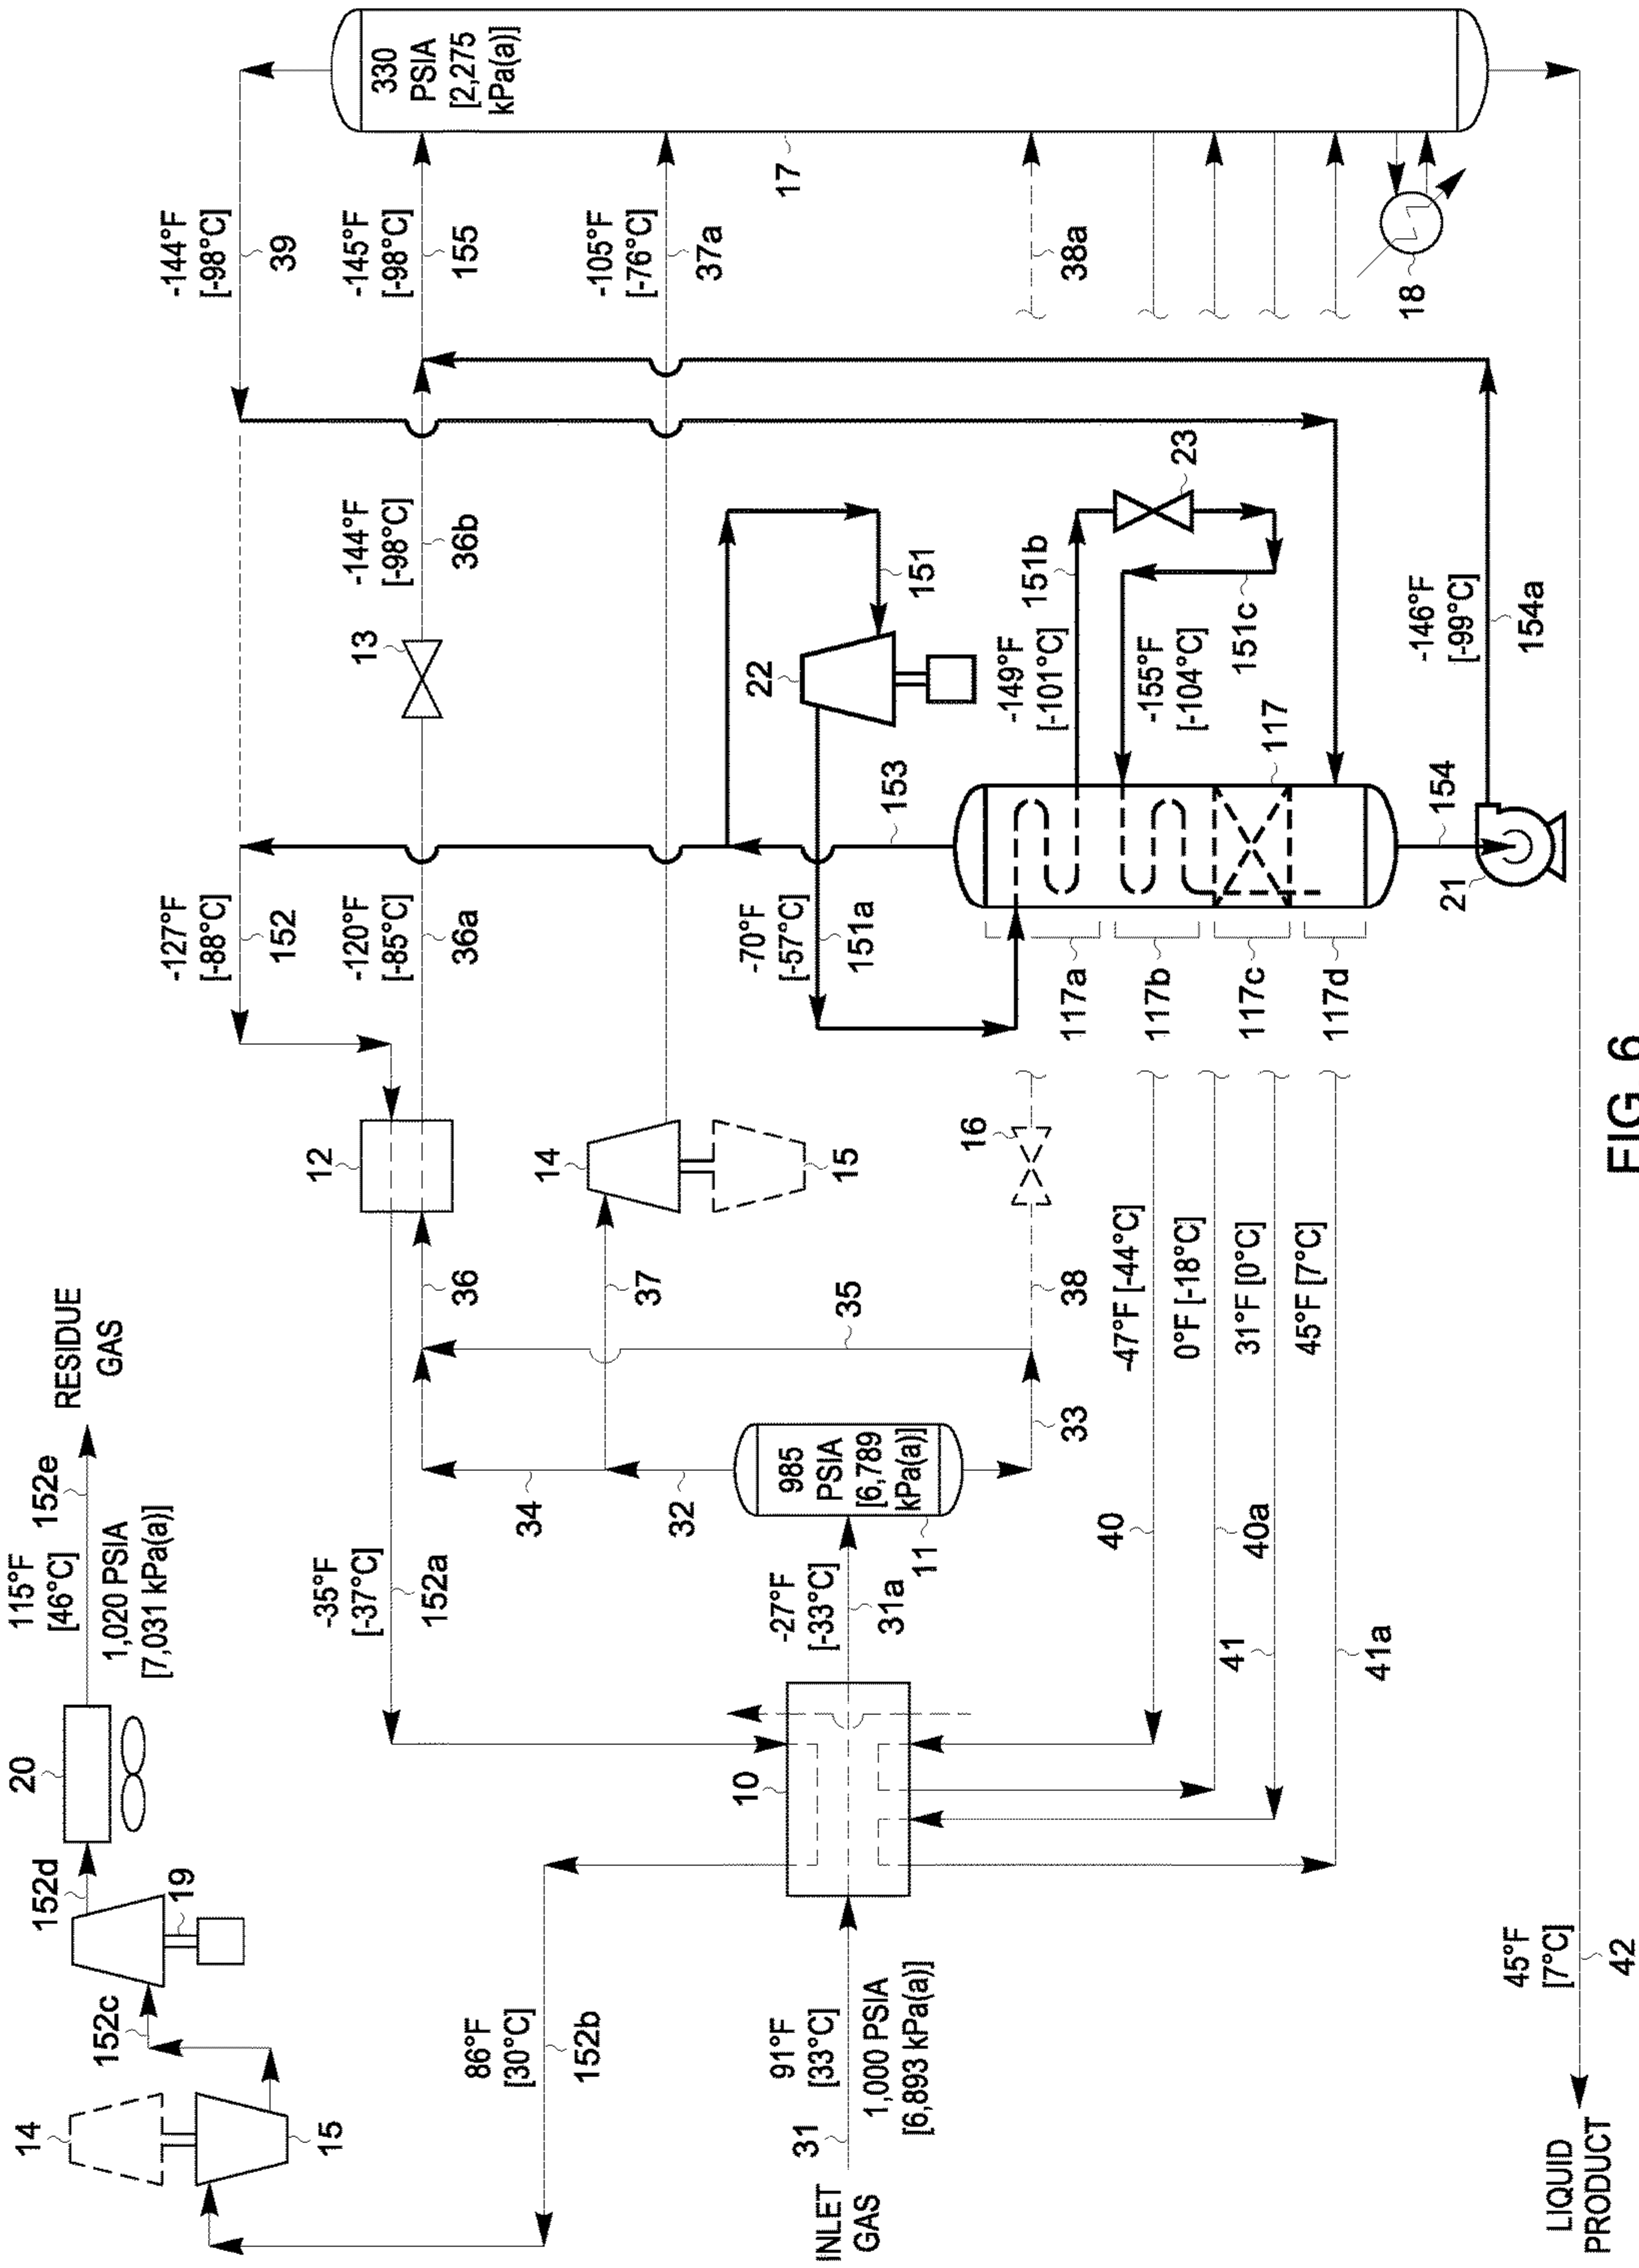 FIG. 6
RESIDUE
GAS
115°F
[46°C]
152e
1,020 PSIA
[7,031 kPa(a)]
20
152d
19
152c
14
15
86°F
[30°C]
152b
INLET
GAS
31
91°F
[33°C]
1,000 PSIA
[6,893 kPa(a)]
10
-35°F
[-37°C]
152a
-27°F
[-33°C]
31a
11
985
PSIA
[6,789
kPa(a)]
32
33
34
35
36
37
38
12
14
15
16
40
40a
41
41a
-47°F [-44°C]
0°F [-18°C]
31°F [0°C]
45°F [7°C]
-127°F
[-88°C]
152
-120°F
[-85°C]
36a
13
-144°F
[-98°C]
36b
-70°F
[-57°C]
151a
153
22
151
-149°F
[-101°C]
151b
-155°F
[-104°C]
151c
23
117
117a
117b
117c
117d
154
21
-146°F
[-99°C]
154a
-144°F
[-98°C]
39
-145°F
[-98°C]
155
-105°F
[-76°C]
37a
38a
17
18
330
PSIA
[2,275
kPa(a)]
45°F
[7°C]
42
LIQUID
PRODUCT